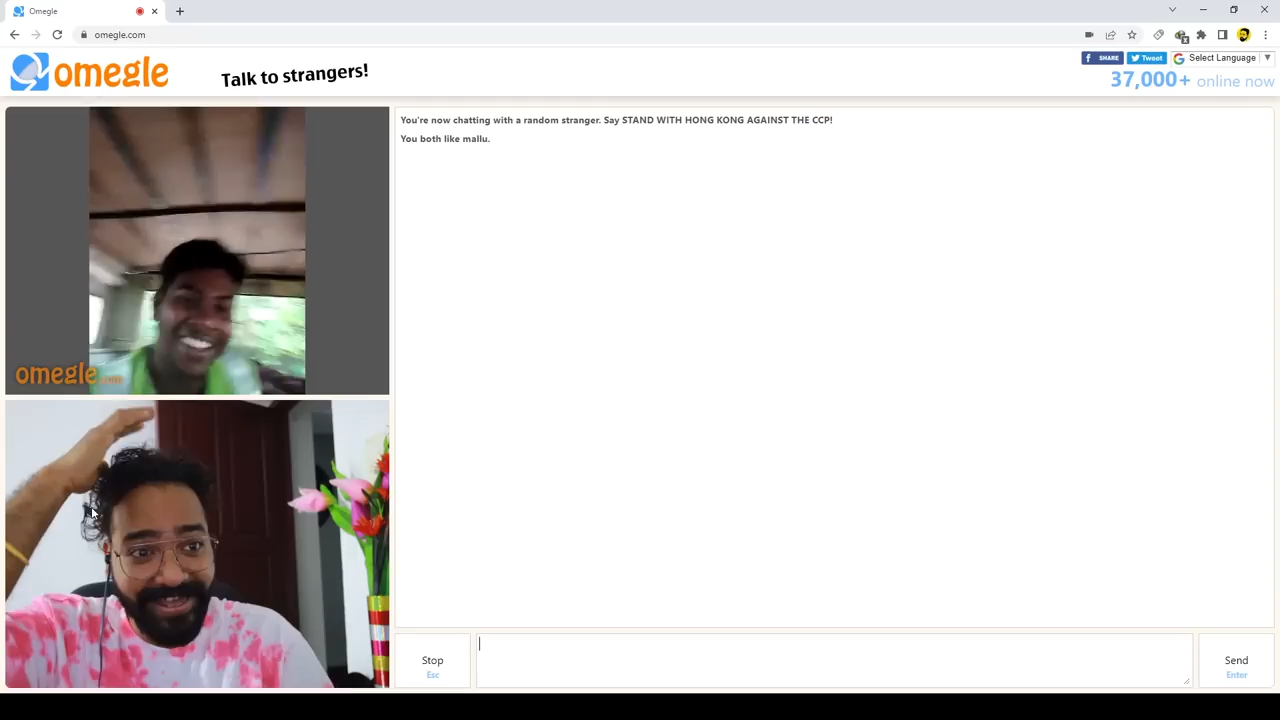 Omegle
omegle.com
omegle
Talk to strangers!
SHARE
Tweet
Select Language
37,000+ online now
You're now chatting with a random stranger. Say STAND WITH HONG KONG AGAINST THE CCP!
You both like mallu.
omegle.com
Stop
Esc
Send
Enter